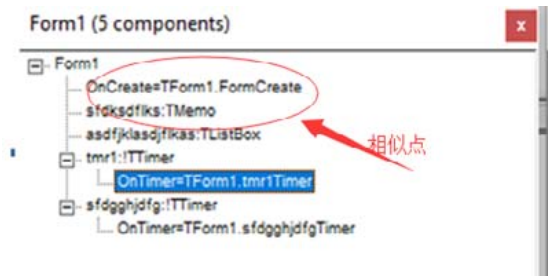 Form1 (5 components)
x
Form1
OnCreate=TForm1.FormCreate
sfdksdflks:TMemo
asdfjklasdjflkas:TListBox
相似点
tmr1:!TTimer
OnTimer=TForm1.tmr1Timer
sfdgghjdfg:!TTimer
OnTimer=TForm1.sfdgghjdfgTimer